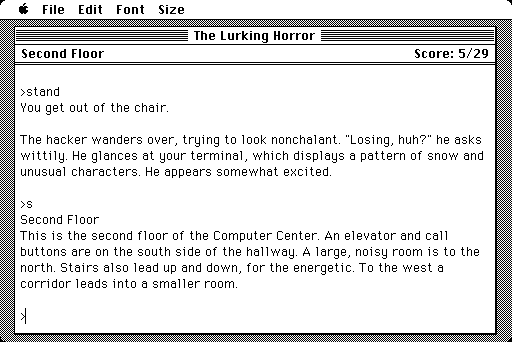 File Edit Font Size
The Lurking Horror
Second Floor Score: 5/29
>stand
You get out of the chair.
The hacker wanders over, trying to look nonchalant. "Losing, huh?" he asks
wittily. He glances at your terminal, which displays a pattern of snow and
unusual characters. He appears somewhat excited.
>s
Second Floor
This is the second floor of the Computer Center. An elevator and call
buttons are on the south side of the hallway. A large, noisy room is to the
north. Stairs also lead up and down, for the energetic. To the west a
corridor leads into a smaller room.
>